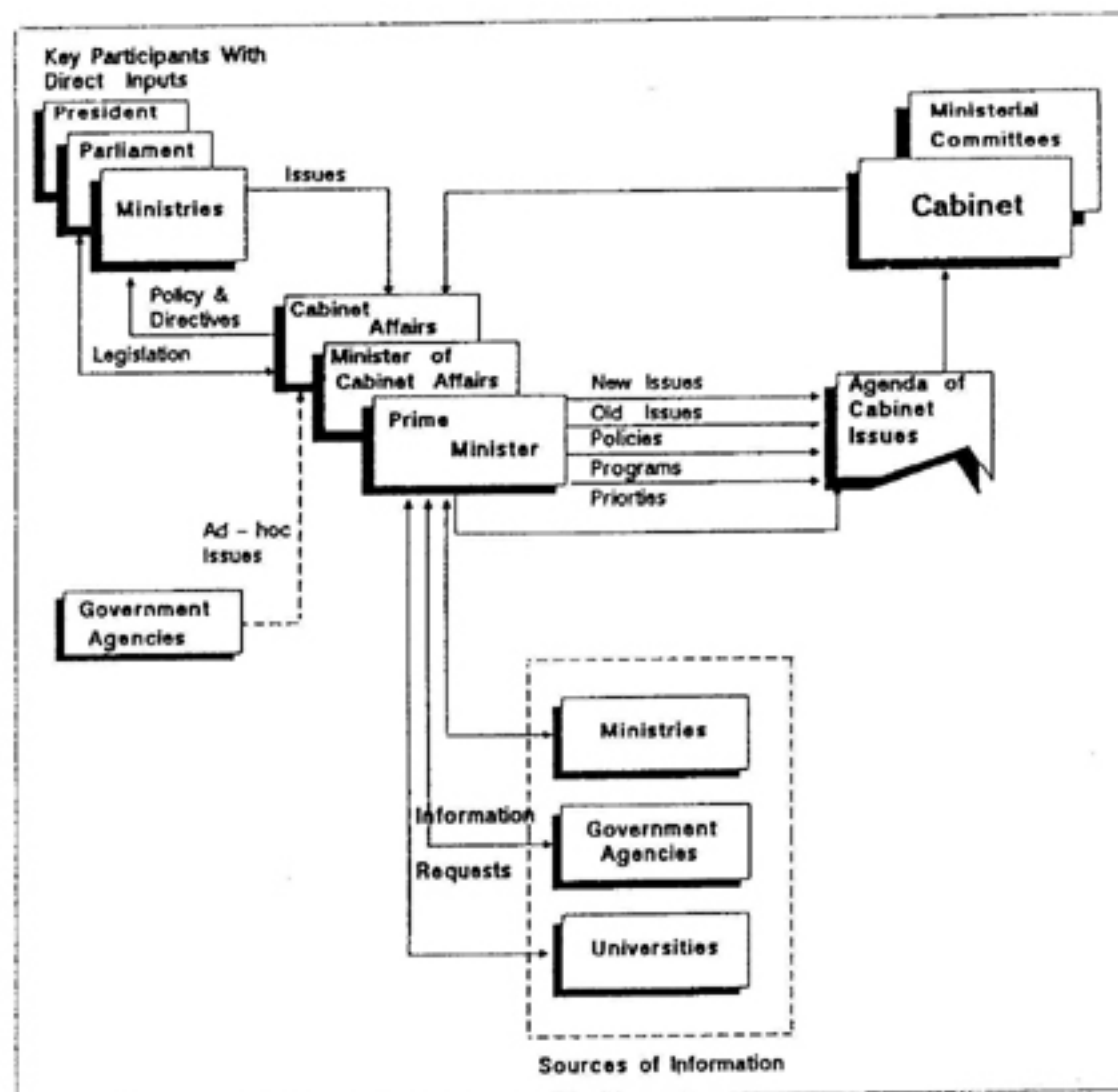 Key Participants With
Direct Inputs
President
Parliament
Ministries
Issues
Ministerial
Committees
Cabinet
Policy &
Directives
Legislation
Cabinet
Affairs
Minister of
Cabinet Affairs
Prime
Minister
New Issues
Old Issues
Policies
Programs
Priorties
Agenda of
Cabinet
Issues
Ad - hoc
Issues
Government
Agencies
Ministries
Information
Government
Agencies
Requests
Universities
Sources of Information